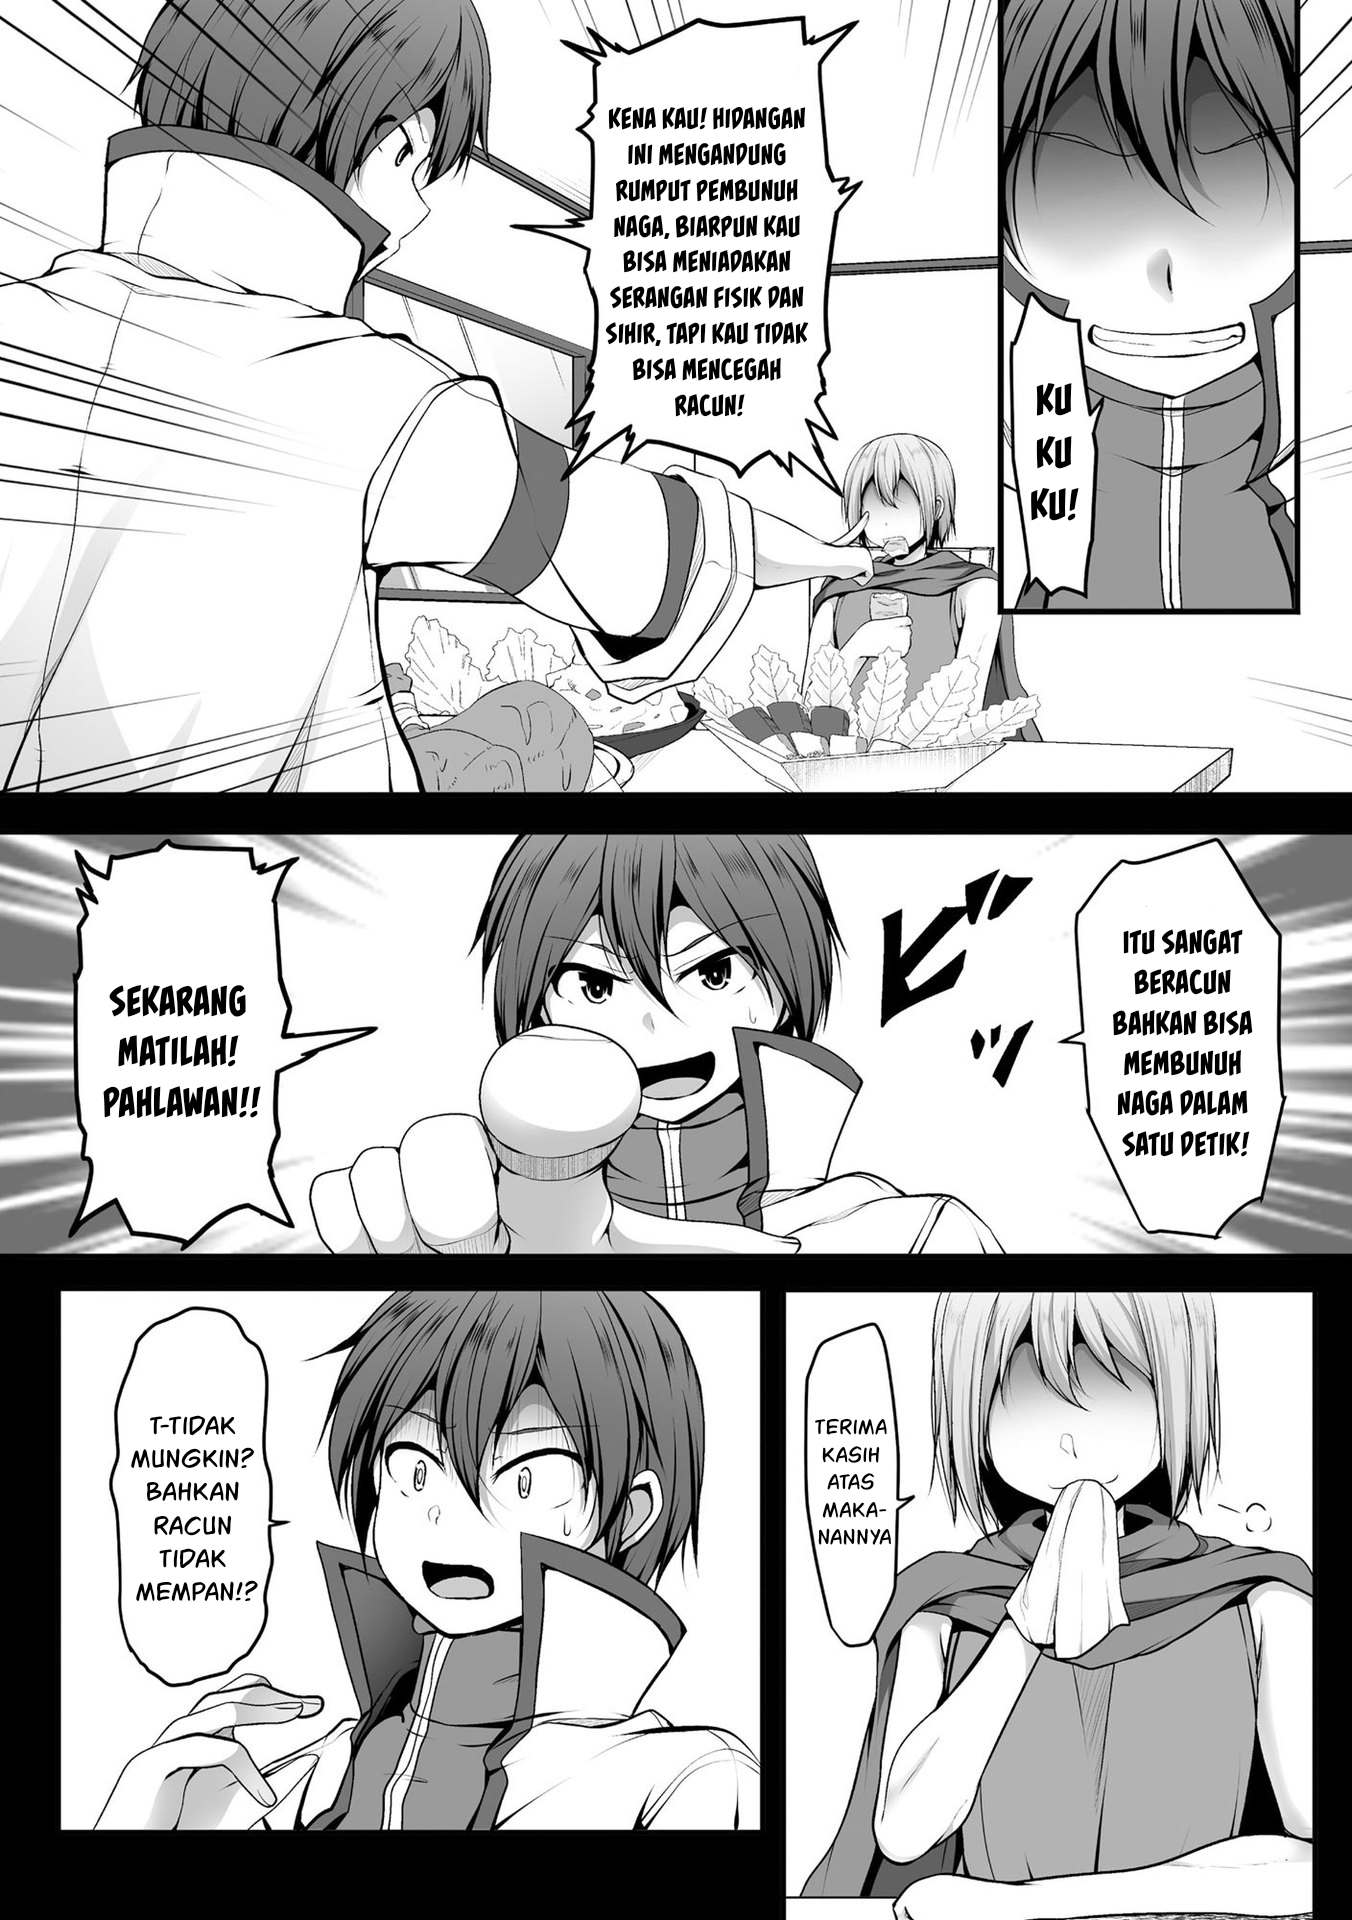 KU
KU
KU!
KENA KAU! HIDANGAN
INI MENGANDUNG
RUMPUT PEMBUNUH
NAGA, BIARPUN KAU
BISA MENIADAKAN
SERANGAN FISIK DAN
SIHIR, TAPI KAU TIDAK
BISA MENCEGAH
RACUN!
ITU SANGAT
BERACUN
BAHKAN BISA
MEMBUNUH
NAGA DALAM
SATU DETIK!
ビッ
SEKARANG
MATILAH!
PAHLAWAN!!
TERIMA
KASIH
ATAS
MAKA-
NANNYA
T-TIDAK
MUNGKIN?
BAHKAN
RACUN
TIDAK
MEMPAN!?